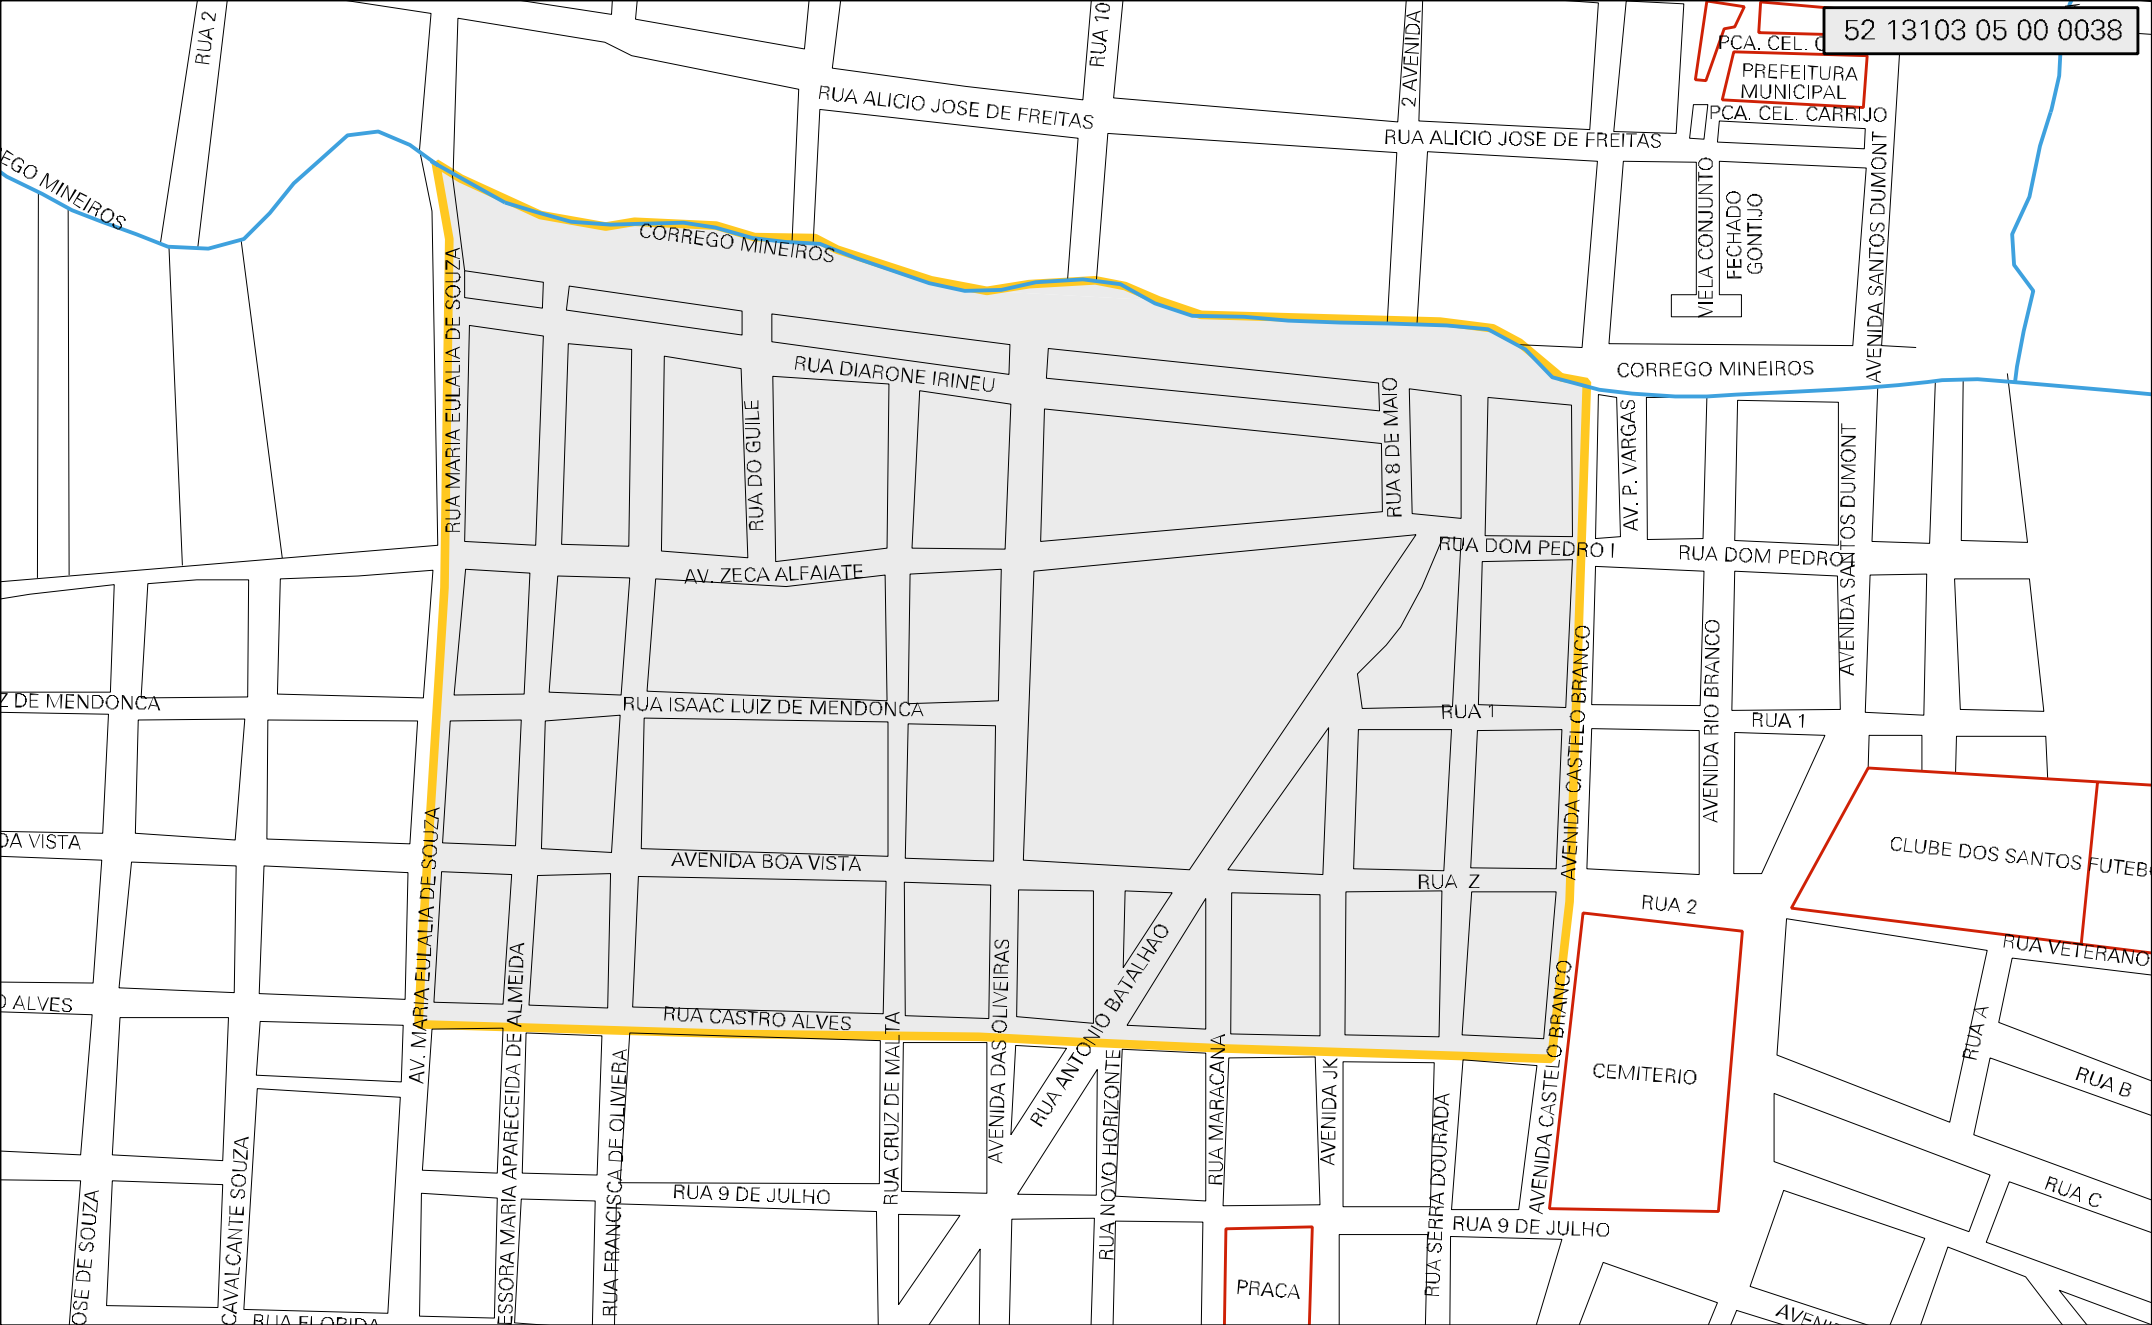 RUA 2
RUA 10
2 AVENIDA
52 13103 05 00 0038
PCA. CEL. C
PREFEITURA
MUNICIPAL
PCA. CEL. CARRIJO
RUA ALICIO JOSE DE FREITAS
RUA ALICIO JOSE DE FREITAS
EGO MINEIROS
VIELA CONJUNTO
FECHADO
GONTIJO
AVENIDA SANTOS DUMONT
CORREGO MINEIROS
CORREGO MINEIROS
RUA MARIA EULALIA DE SOUZA
RUA DIARONE IRINEU
RUA DO GUILE
RUA 8 DE MAIO
AV. P. VARGAS
AVENIDA SANTOS DUMONT
RUA DOM PEDRO I
RUA DOM PEDRO I
AV. ZECA ALFAIATE
Z DE MENDONCA
RUA ISAAC LUIZ DE MENDONCA
RUA 1
RUA 1
AVENIDA CASTELO BRANCO
AVENIDA RIO BRANCO
OA VISTA
AVENIDA BOA VISTA
RUA Z
RUA 2
CLUBE DOS SANTOS FUTEB
RUA VETERANO
AV. MARIA EULALIA DE SOUZA
O ALVES
RUA CASTRO ALVES
ESSORA MARIA APARECEIDA DE ALMEIDA
RUA FRANCISCA DE OLIVIERA
RUA CRUZ DE MALTA
AVENIDA DAS OLIVEIRAS
RUA ANTONIO BATALHAO
RUA NOVO HORIZONTE
RUA MARACANA
AVENIDA JK
RUA SERRA DOURADA
AVENIDA CASTELO BRANCO
CEMITERIO
RUA A
RUA B
RUA C
OSE DE SOUZA
CAVALCANTE SOUZA
RUA 9 DE JULHO
RUA 9 DE JULHO
PRACA
RUA FLORIDA
AVENI